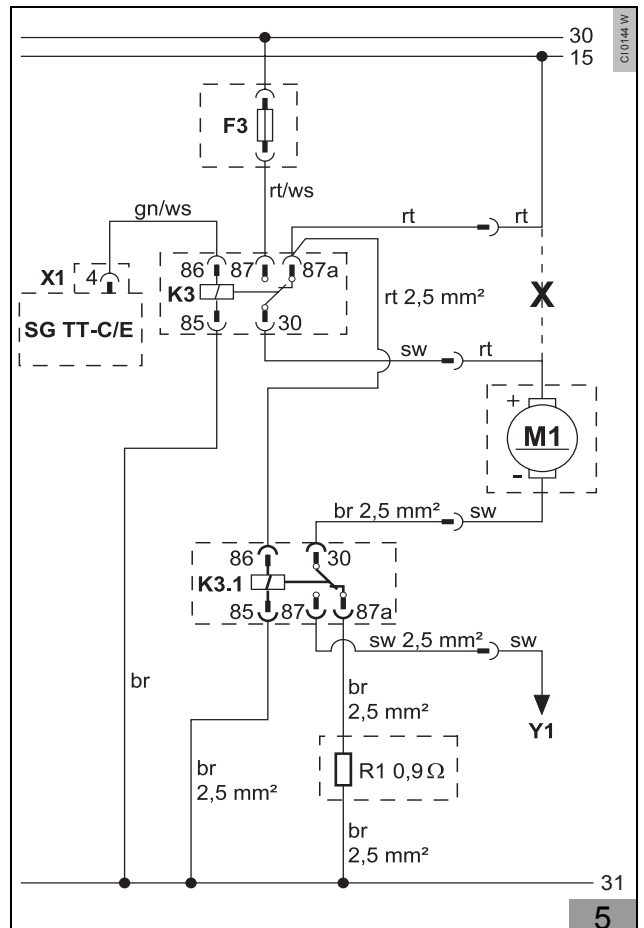 CI 0144 W
30
15
F3
rt/ws
gn/ws
rt rt
X1 4
86 87 87a
K3
rt 2,5 mm²
X
SG TT-C/E
85 30
sw rt
+
M1
-
br 2,5 mm² sw
86 30
K3.1
85 87 87a
sw 2,5 mm² sw
br
br
2,5 mm²
Y1
R1 0,9 Ω
br
2,5 mm²
br
2,5 mm²
31
5